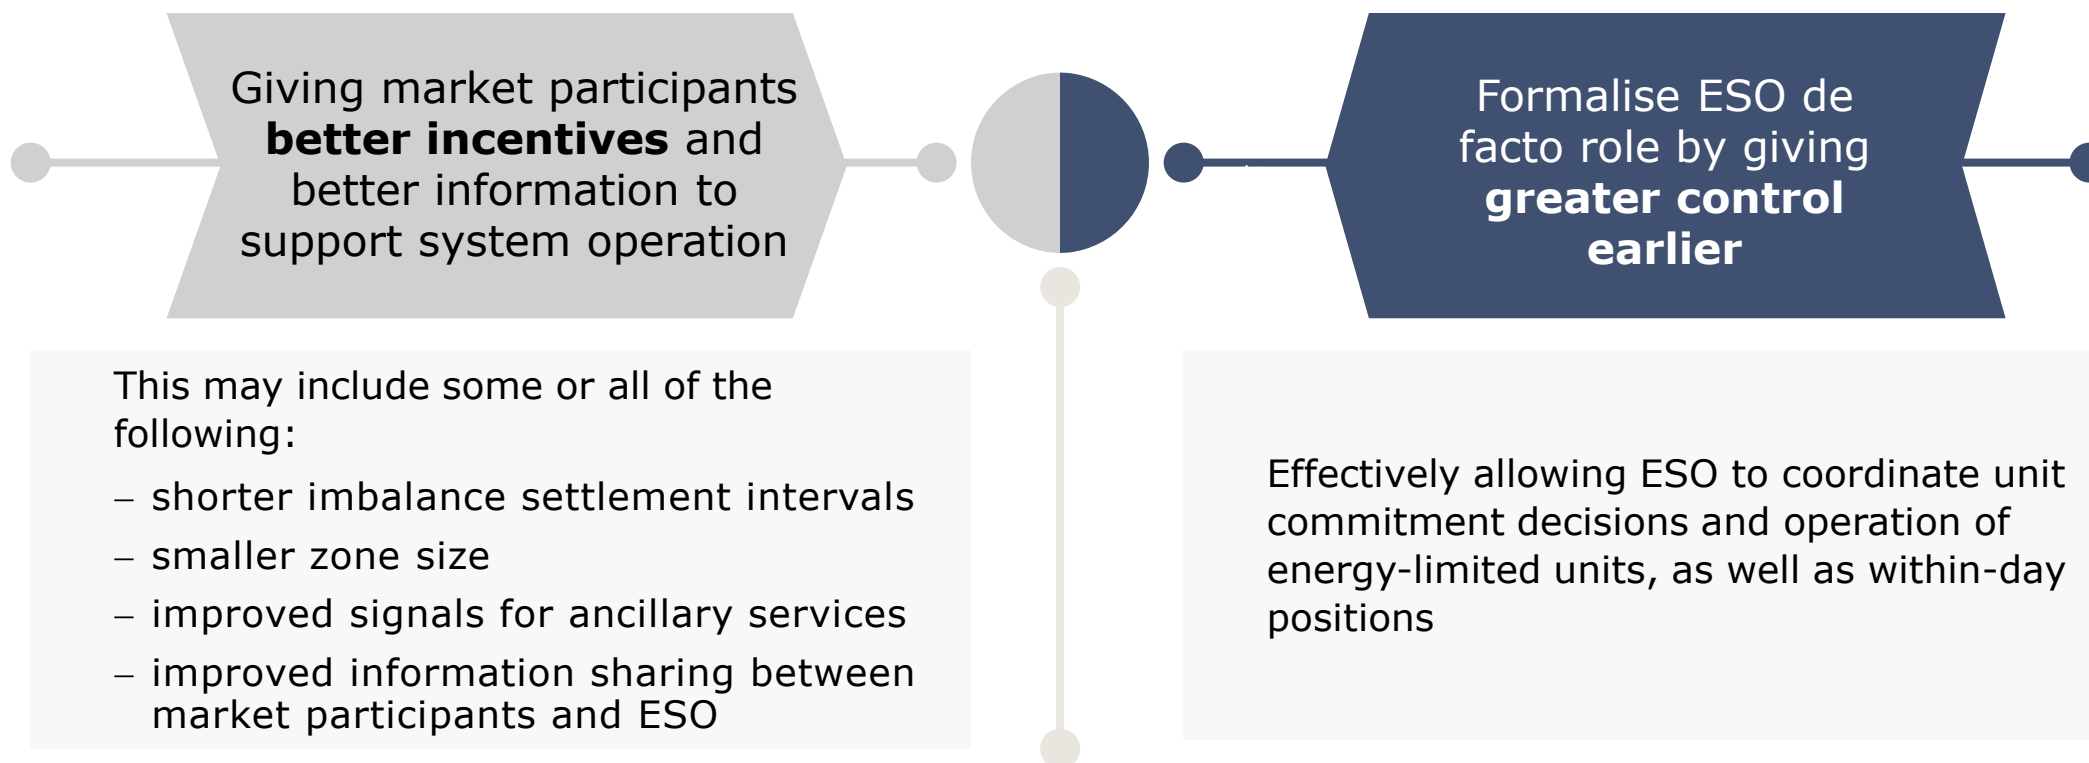 Giving market participants
better incentives and
better information to
support system operation
Formalise ESO de
facto role by giving
greater control
earlier
This may include some or all of the
following:
– shorter imbalance settlement intervals
– smaller zone size
– improved signals for ancillary services
– improved information sharing between
market participants and ESO
Effectively allowing ESO to coordinate unit
commitment decisions and operation of
energy-limited units, as well as within-day
positions